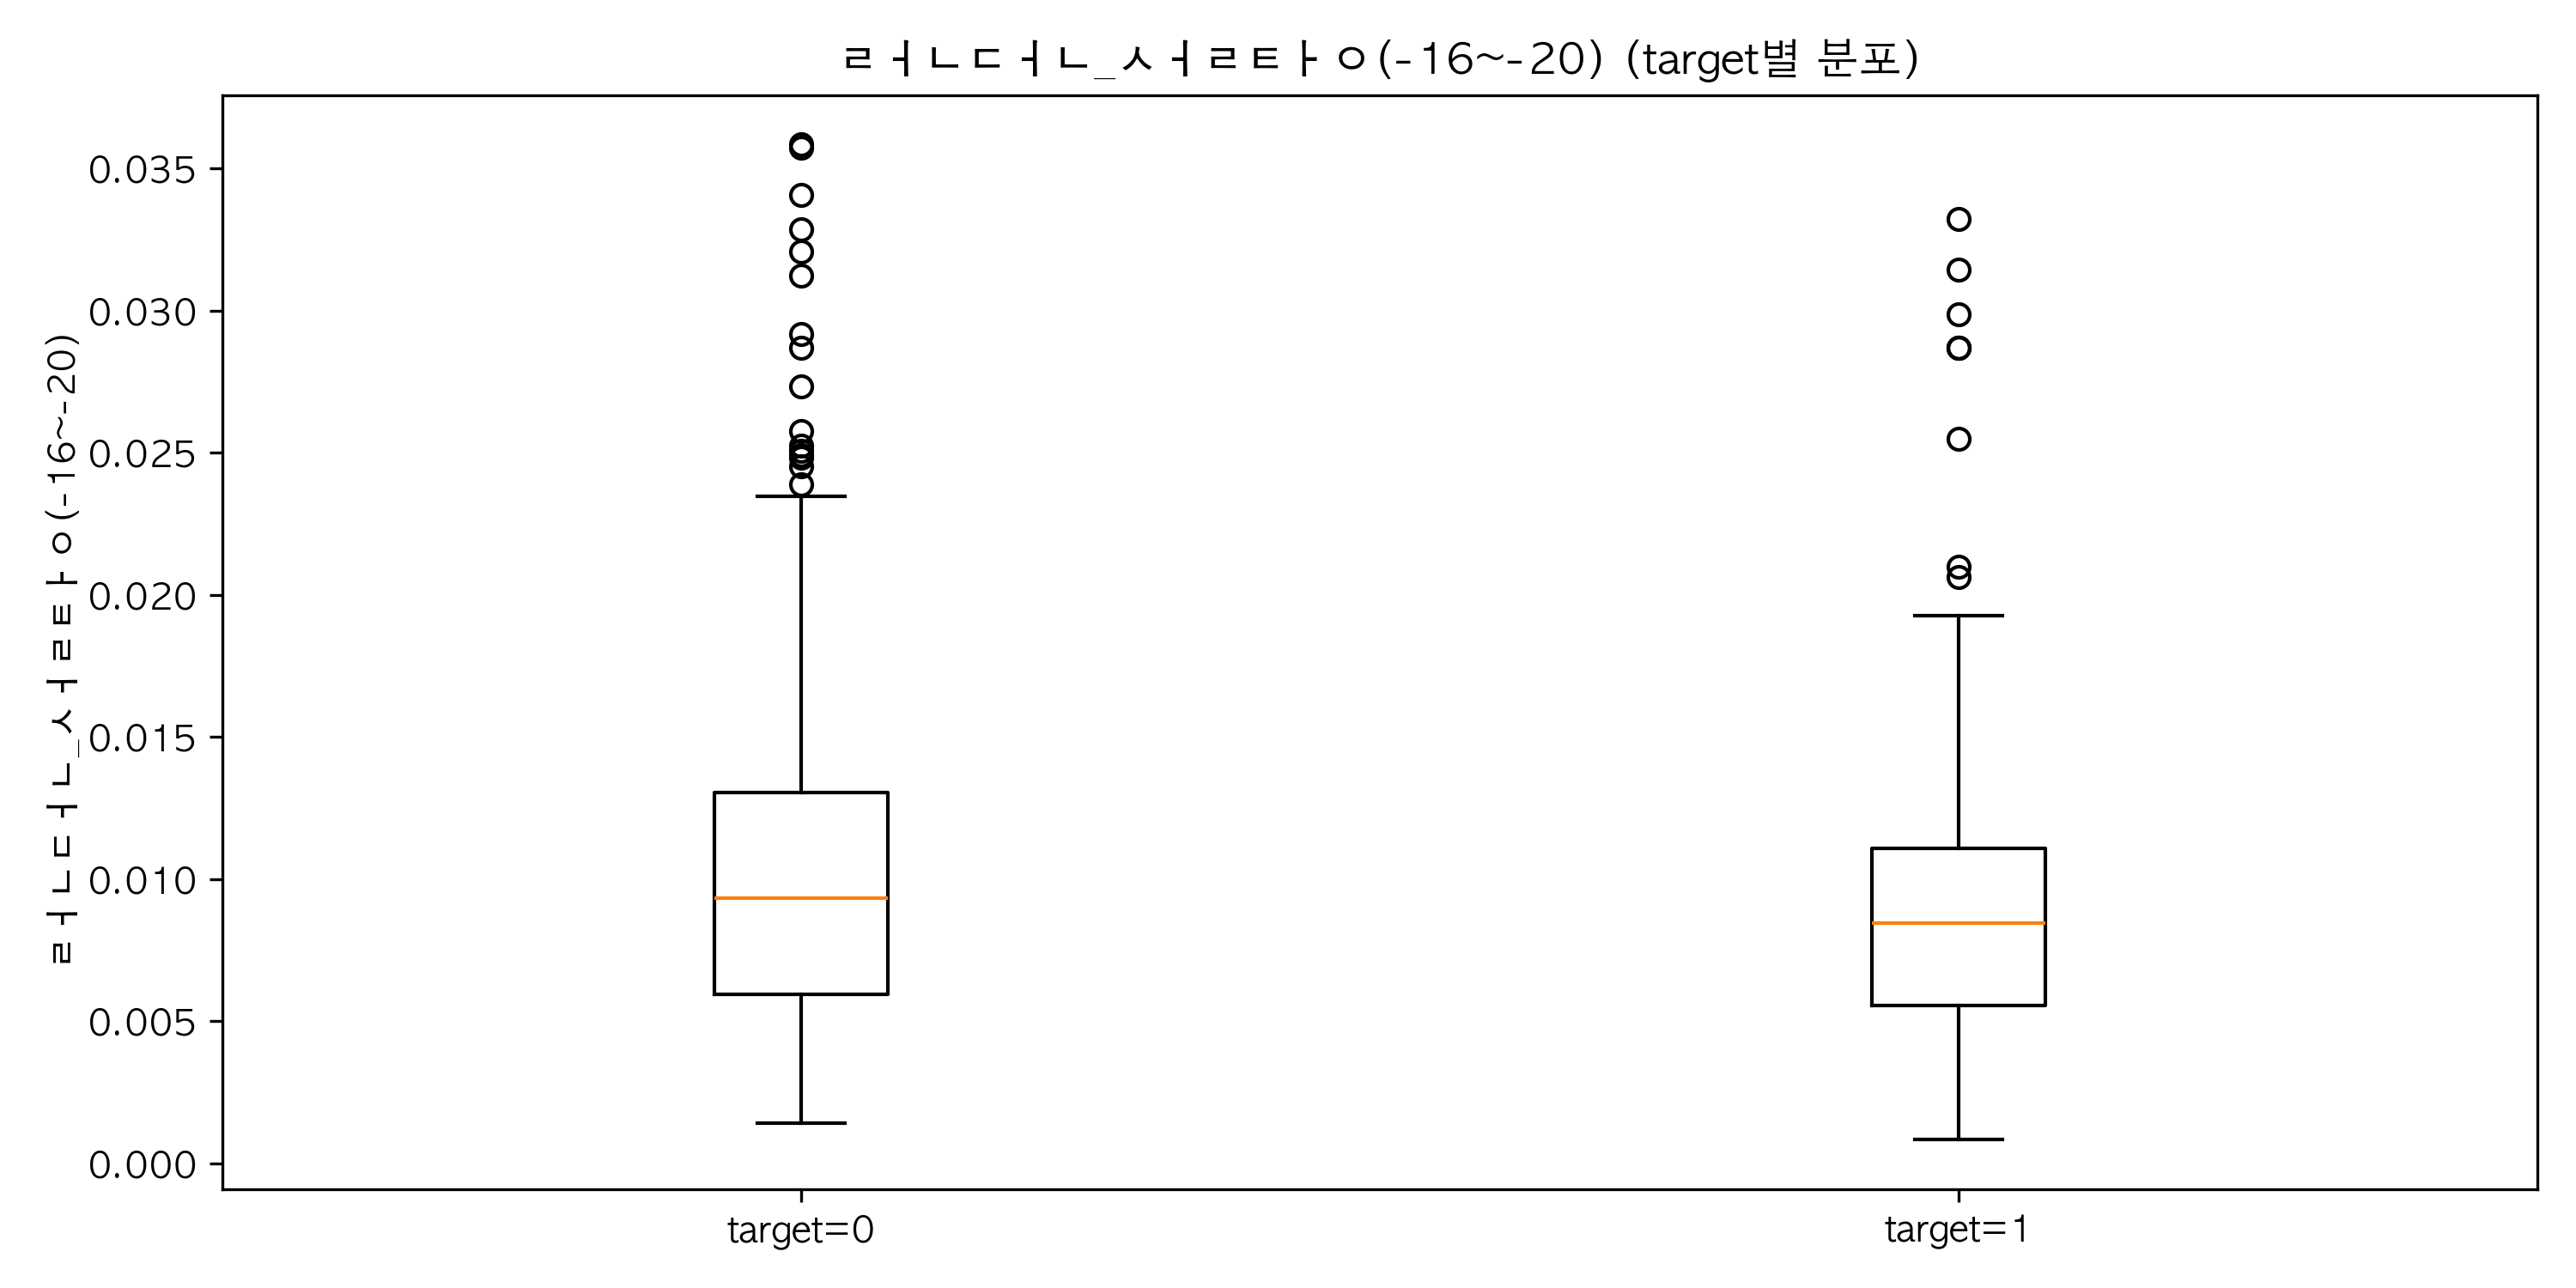 ㄹㅓㄴㄷㅓㄴ_ㅅㅓㄹㅌㅏㅇ(-16~-20) (target별 분포)
ㄹㅓㄴㄷㅓㄴ_ㅅㅓㄹㅌㅏㅇ(-16~-20)
0.035
0.030
0.025
0.020
0.015
0.010
0.005
0.000
target=0
target=1